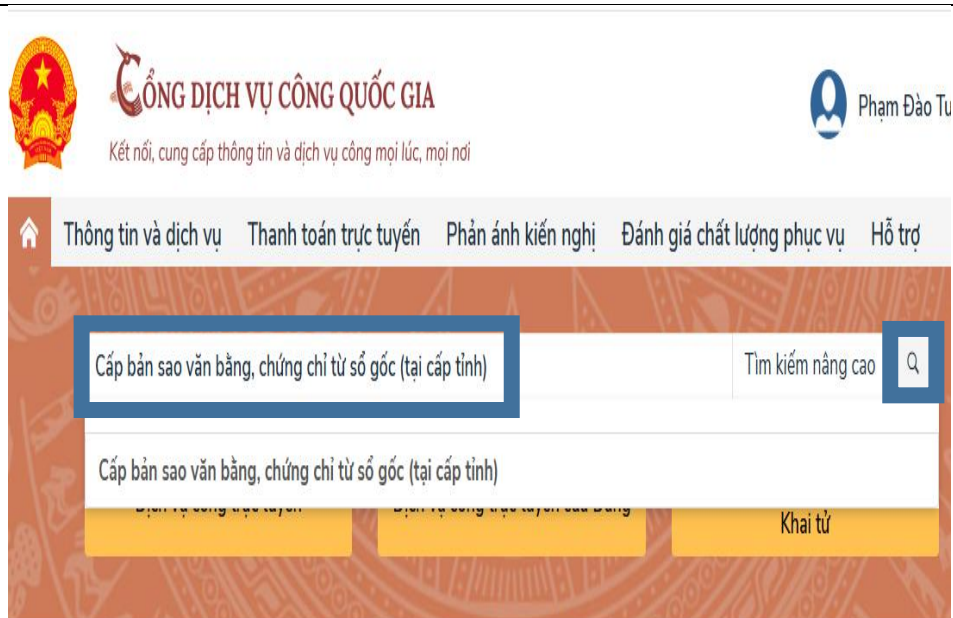 CỔNG DỊCH VỤ CÔNG QUỐC GIA
Kết nối, cung cấp thông tin và dịch vụ công mọi lúc, mọi nơi
Phạm Đào Tu
Thông tin và dịch vụ Thanh toán trực tuyến Phản ánh kiến nghị Đánh giá chất lượng phục vụ Hỗ trợ
Cấp bản sao văn bằng, chứng chỉ từ sổ gốc (tại cấp tỉnh) Tìm kiếm nâng cao
Cấp bản sao văn bằng, chứng chỉ từ sổ gốc (tại cấp tỉnh)
Khai tử